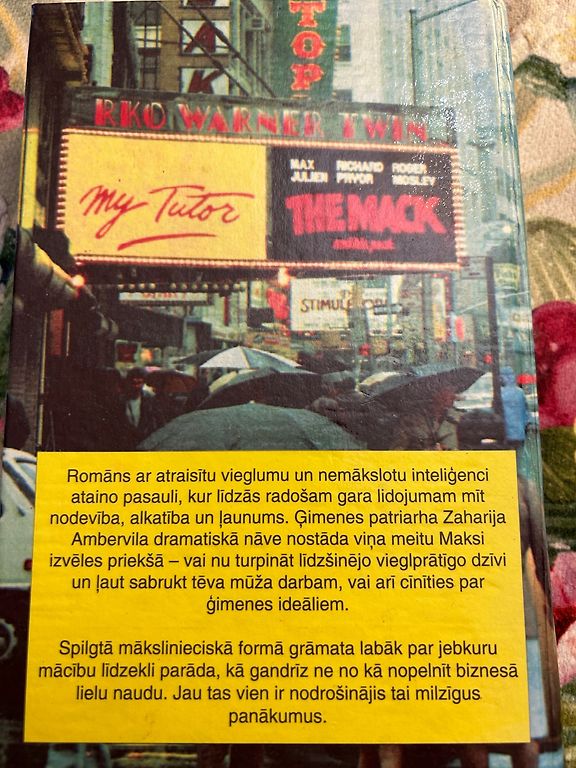 TOP
RKO WARNER TWIN
My Tutor
MAX RICHARD ROGER
JULIEN PRYOR MOSLEY
THE MACK
Romāns ar atraisītu vieglumu un nemākslotu inteliģenci
ataino pasauli, kur līdzās radošam gara lidojumam mīt
nodevība, alkatība un ļaunums. Ģimenes patriarha Zaharija
Ambervila dramatiskā nāve nostāda viņa meitu Maksi
izvēles priekšā – vai nu turpināt līdzšinējo vieglprātīgo dzīvi
un ļaut sabrukt tēva mūža darbam, vai arī cīnīties par
ģimenes ideāliem.
Spilgtā mākslinieciskā formā grāmata labāk par jebkuru
mācību līdzekli parāda, kā gandrīz ne no kā nopelnīt biznesā
lielu naudu. Jau tas vien ir nodrošinājis tai milzīgus
panākumus.